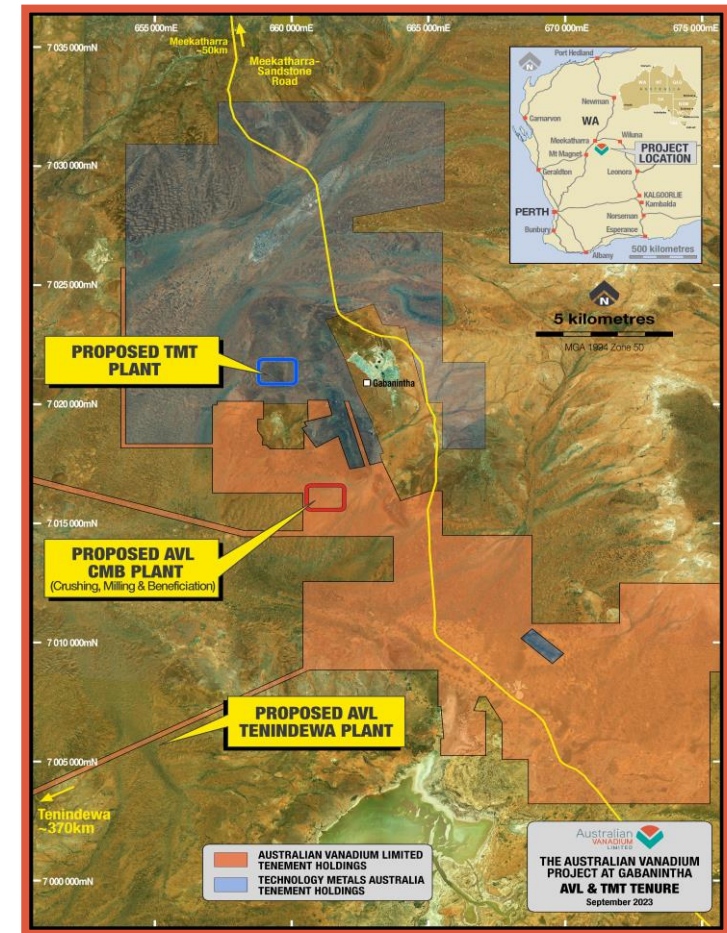 655 000mE
660 000mE
665 000mE
670 000mE
675 000mE
7 035 000mN
Meekatharra
~50km
Meekatharra-
Sandstone
Road
7 030 000mN
7 025 000mN
7 020 000mN
7 015 000mN
7 010 000mN
7 005 000mN
7 000 000mN
N
Port Hedland
Newman
Carnarvon
WA
Meekatharra
Wiluna
Mt Magnet
PROJECT
LOCATION
Geraldton
Leonora
KALGOORLIE
Kambalda
PERTH
Norseman
Bunbury
Esperance
Albany
500 kilometres
AUSTRALIA
N
5 kilometres
MGA 1994 Zone 50
PROPOSED TMT
PLANT
Gabanintha
PROPOSED AVL
CMB PLANT
(Crushing, Milling & Beneficiation)
PROPOSED AVL
TENINDEWA PLANT
Tenindewa
~370km
AUSTRALIAN VANADIUM LIMITED
TENEMENT HOLDINGS
TECHNOLOGY METALS AUSTRALIA
TENEMENT HOLDINGS
Australian
VANADIUM
LIMITED
THE AUSTRALIAN VANADIUM
PROJECT AT GABANINTHA
AVL & TMT TENURE
September 2023